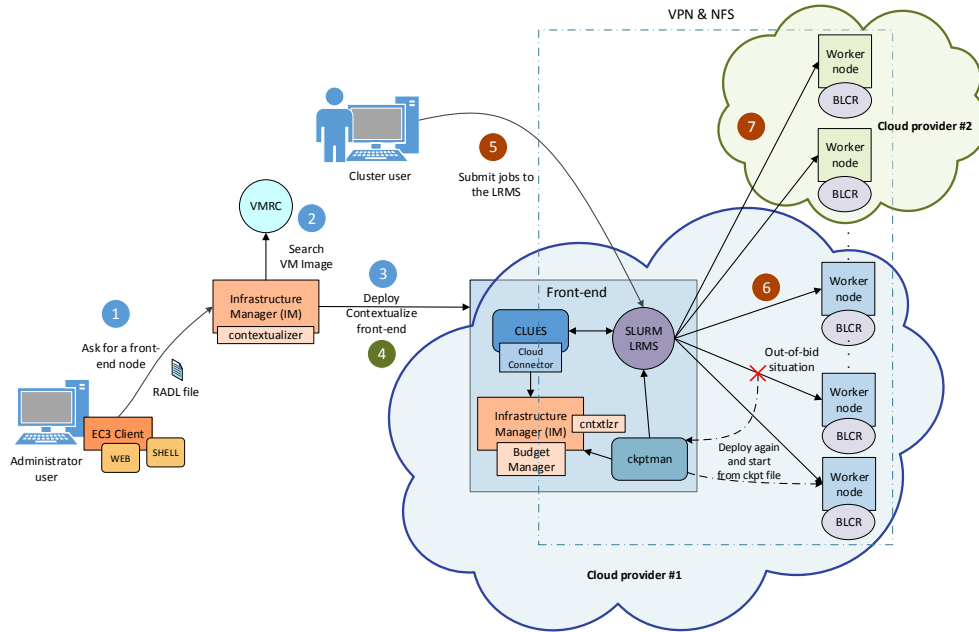 VPN & NFS
Worker
node
BLCR
7
Cloud provider #2
Worker
node
BLCR
Cluster user
5
Submit jobs to
the LRMS
VMRC
2
Search
VM Image
1
Ask for a front-
end node
RADL file
Infrastructure
Manager (IM)
contextualizer
3
Deploy
Contextualize
front-end
4
Administrator
user
EC3 Client
WEB
SHELL
Front-end
CLUES
Cloud
Connector
SLURM
LRMS
Infrastructure
Manager (IM)
cntxtlzr
Budget
Manager
ckptman
6
Out-of-bid
situation
Deploy again
and start
from ckpt file
Worker
node
BLCR
Worker
node
BLCR
Worker
node
BLCR
Cloud provider #1